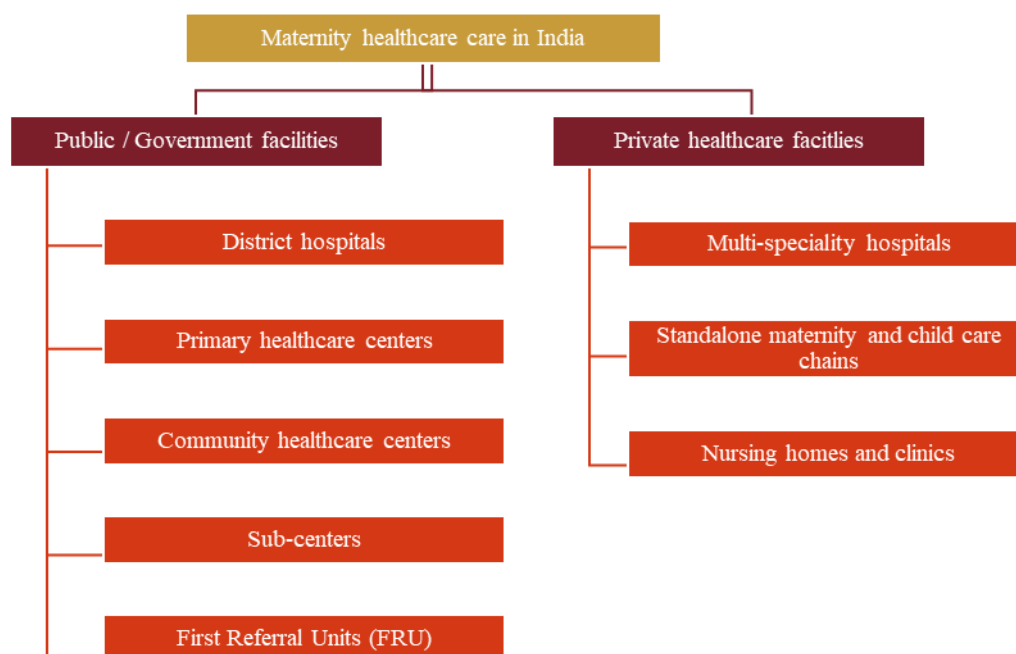 Maternity healthcare care in India
Public / Government facilities
District hospitals
Primary healthcare centers
Community healthcare centers
Sub-centers
First Referral Units (FRU)
Private healthcare facitlies
Multi-speciality hospitals
Standalone maternity and child care
chains
Nursing homes and clinics